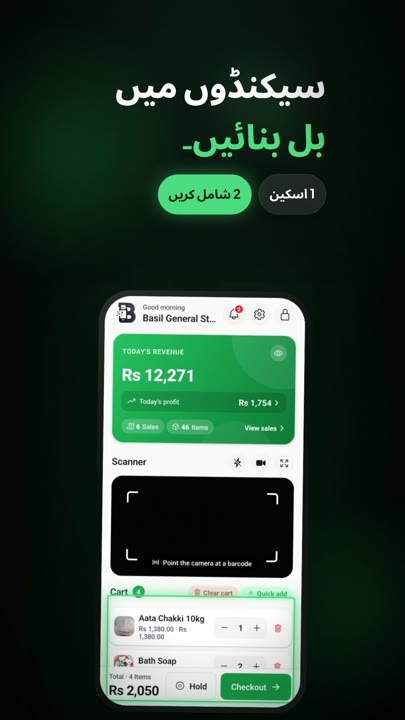 سیکنڈوں میں
بل بنائیں۔
1 اسکین
2 شامل کریں
Good morning
Basil General St...
2
TODAY'S REVENUE
Rs 12,271
Today's profit
Rs 1,754
6 Sales
46 Items
View sales
Scanner
Point the camera at a barcode
Cart 4
Clear cart
+ Quick add
Aata Chakki 10kg
Rs 1,380.00 · Rs
1,380.00
− 1 +
Bath Soap
− 2 +
Total · 4 Items
Rs 2,050
Hold
Checkout →